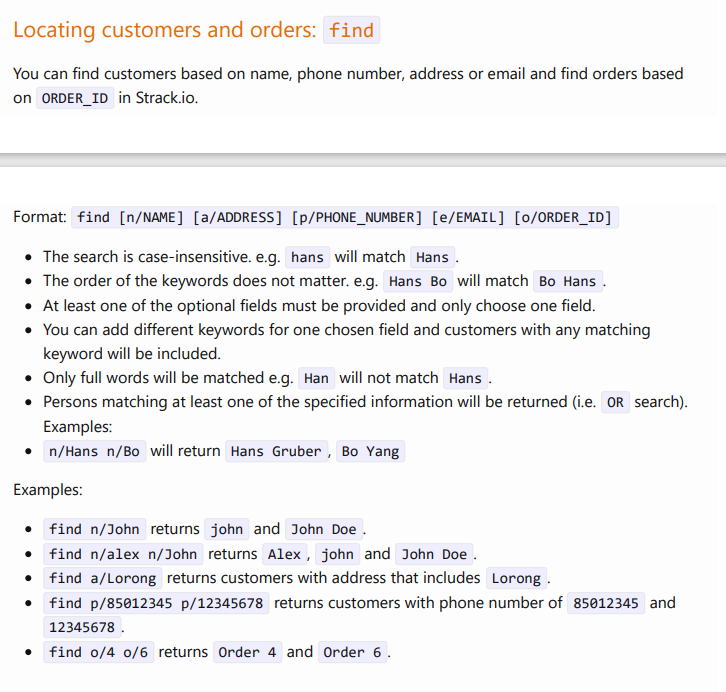 Locating customers and orders: find
You can find customers based on name, phone number, address or email and find orders based
on ORDER_ID in Strack.io.
Format: find [n/NAME] [a/ADDRESS] [p/PHONE_NUMBER] [e/EMAIL] [o/ORDER_ID]
• The search is case-insensitive. e.g. hans will match Hans .
• The order of the keywords does not matter. e.g. Hans Bo will match Bo Hans .
• At least one of the optional fields must be provided and only choose one field.
• You can add different keywords for one chosen field and customers with any matching
keyword will be included.
• Only full words will be matched e.g. Han will not match Hans .
• Persons matching at least one of the specified information will be returned (i.e. OR search).
Examples:
• n/Hans n/Bo will return Hans Gruber , Bo Yang
Examples:
• find n/John returns john and John Doe .
• find n/alex n/John returns Alex , john and John Doe .
• find a/Lorong returns customers with address that includes Lorong .
• find p/85012345 p/12345678 returns customers with phone number of 85012345 and
12345678 .
• find o/4 o/6 returns Order 4 and Order 6 .